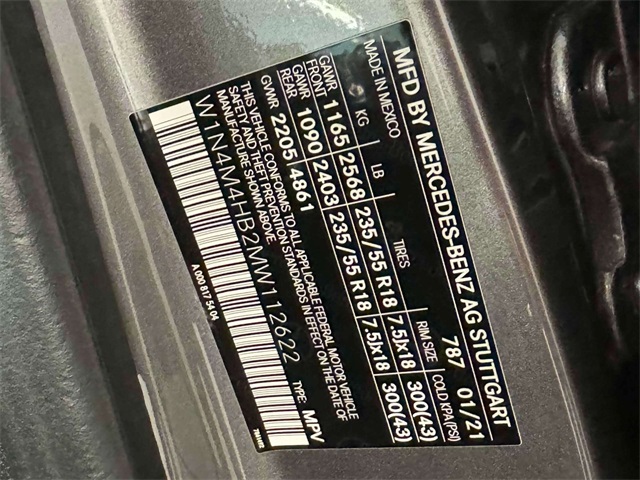 MFD BY MERCEDES-BENZ AG STUTTGART
MADE IN MEXICO 787 01/21
KG LB TIRES RIM SIZE COLD KPA(PSI)
GAWR FRONT 1165 2568 235/55 R18 7.5Jx18 300(43)
GAWR REAR 1090 2403 235/55 R18 7.5Jx18 300(43)
GVWR 2205 4861
THIS VEHICLE CONFORMS TO ALL APPLICABLE FEDERAL MOTOR VEHICLE
SAFETY AND THEFT PREVENTION STANDARDS IN EFFECT ON THE DATE OF
MANUFACTURE SHOWN ABOVE.
W1N4M4HB2MW112622 TYPE: MPV
A 000 817 54 04